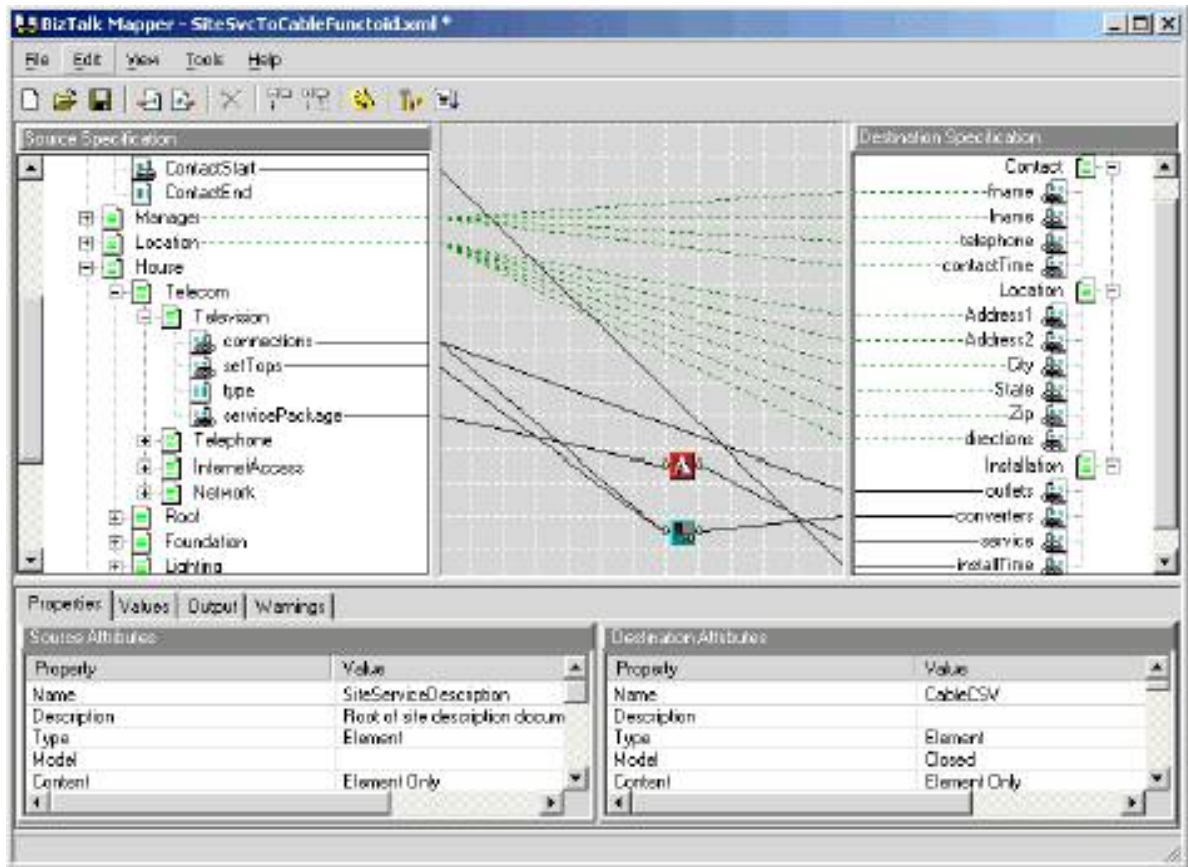 BizTalk Mapper - SiteSvcToCableFunctoid1.xml *
File Edit View Tools Help
Source Specification
Destination Specification
ContactStart
ContactEnd
Manager
Location
House
Telecom
Television
connections
setTops
type
servicePackage
Telephone
InternetAccess
Network
Roof
Foundation
Lighting
A
Contact
fname
lname
telephone
contactTime
Location
Address1
Address2
City
State
Zip
directions
Installation
outlets
converters
service
installTime
Properties Values Output Warnings
Source Attributes
Property Value
Name SiteServiceDescription
Description Root of site description docum
Type Element
Model
Content Element Only
Destination Attributes
Property Value
Name CableCSV
Description
Type Element
Model Closed
Content Element Only